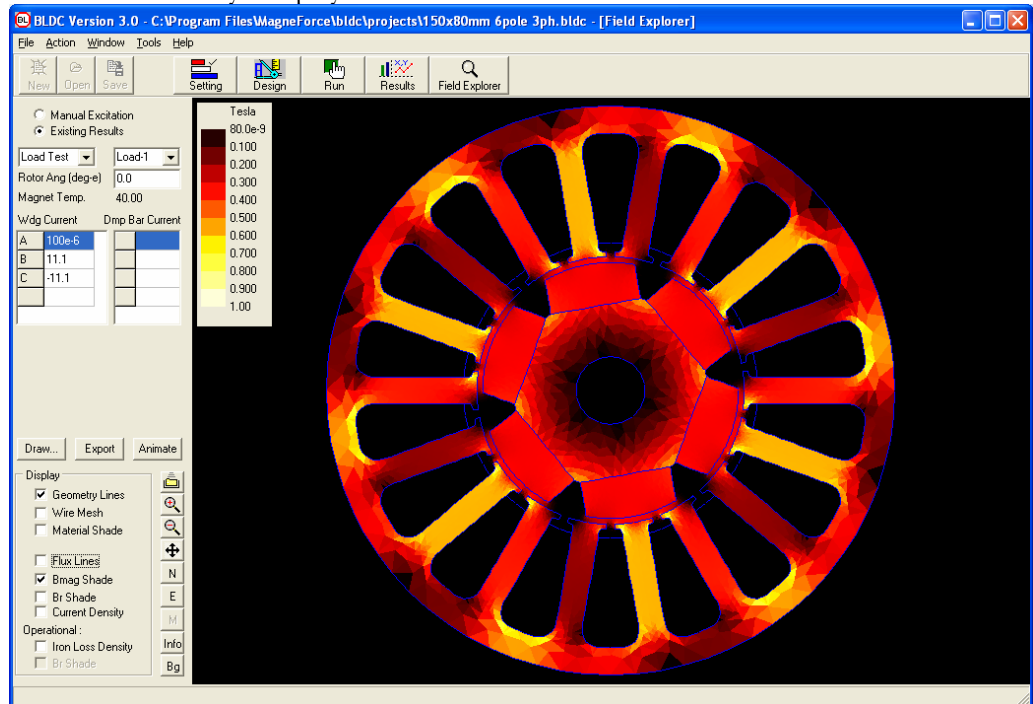 BLDC Version 3.0 - C:\Program Files\MagneForce\bldc\projects\150x80mm 6pole 3ph.bldc - [Field Explorer]
File Action Window Tools Help
New Open Save Setting Design Run Results Field Explorer
Manual Excitation
Existing Results
Load Test Load-1
Rotor Ang (deg-e) 0.0
Magnet Temp. 40.00
Wdg Current Dmp Bar Current
A 100e-6
B 11.1
C -11.1
Tesla
80.0e-9
0.100
0.200
0.300
0.400
0.500
0.600
0.700
0.800
0.900
1.00
Draw... Export Animate
Display
Geometry Lines
Wire Mesh
Material Shade
Flux Lines
Bmag Shade
Br Shade
Current Density
Operational :
Iron Loss Density
Br Shade
N
E
M
Info
Bg